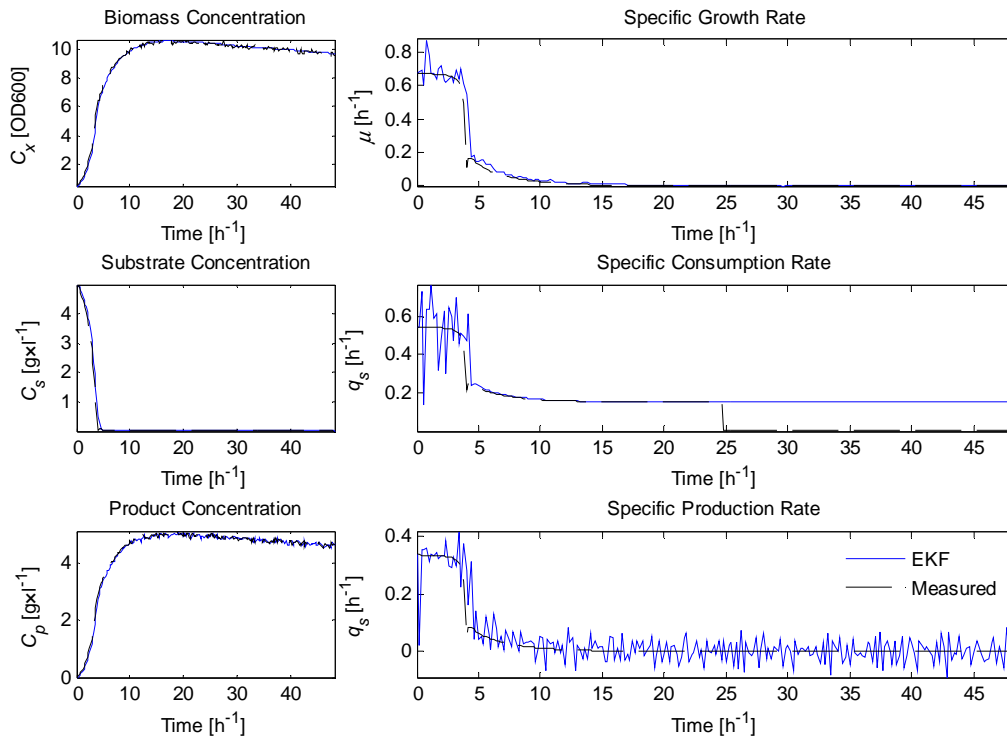 Biomass Concentration
Specific Growth Rate
10
8
6
4
2
C_x [OD600]
0 10 20 30 40
Time [h⁻¹]
0.8
0.6
0.4
0.2
0
μ [h⁻¹]
0 5 10 15 20 25 30 35 40 45
Time [h⁻¹]
Substrate Concentration
Specific Consumption Rate
4
3
2
1
C_s [g×l⁻¹]
0 10 20 30 40
Time [h⁻¹]
0.6
0.4
0.2
q_s [h⁻¹]
0 5 10 15 20 25 30 35 40 45
Time [h⁻¹]
Product Concentration
Specific Production Rate
4
2
0
C_p [g×l⁻¹]
0 10 20 30 40
Time [h⁻¹]
0.4
0.2
0
q_s [h⁻¹]
EKF
Measured
0 5 10 15 20 25 30 35 40 45
Time [h⁻¹]